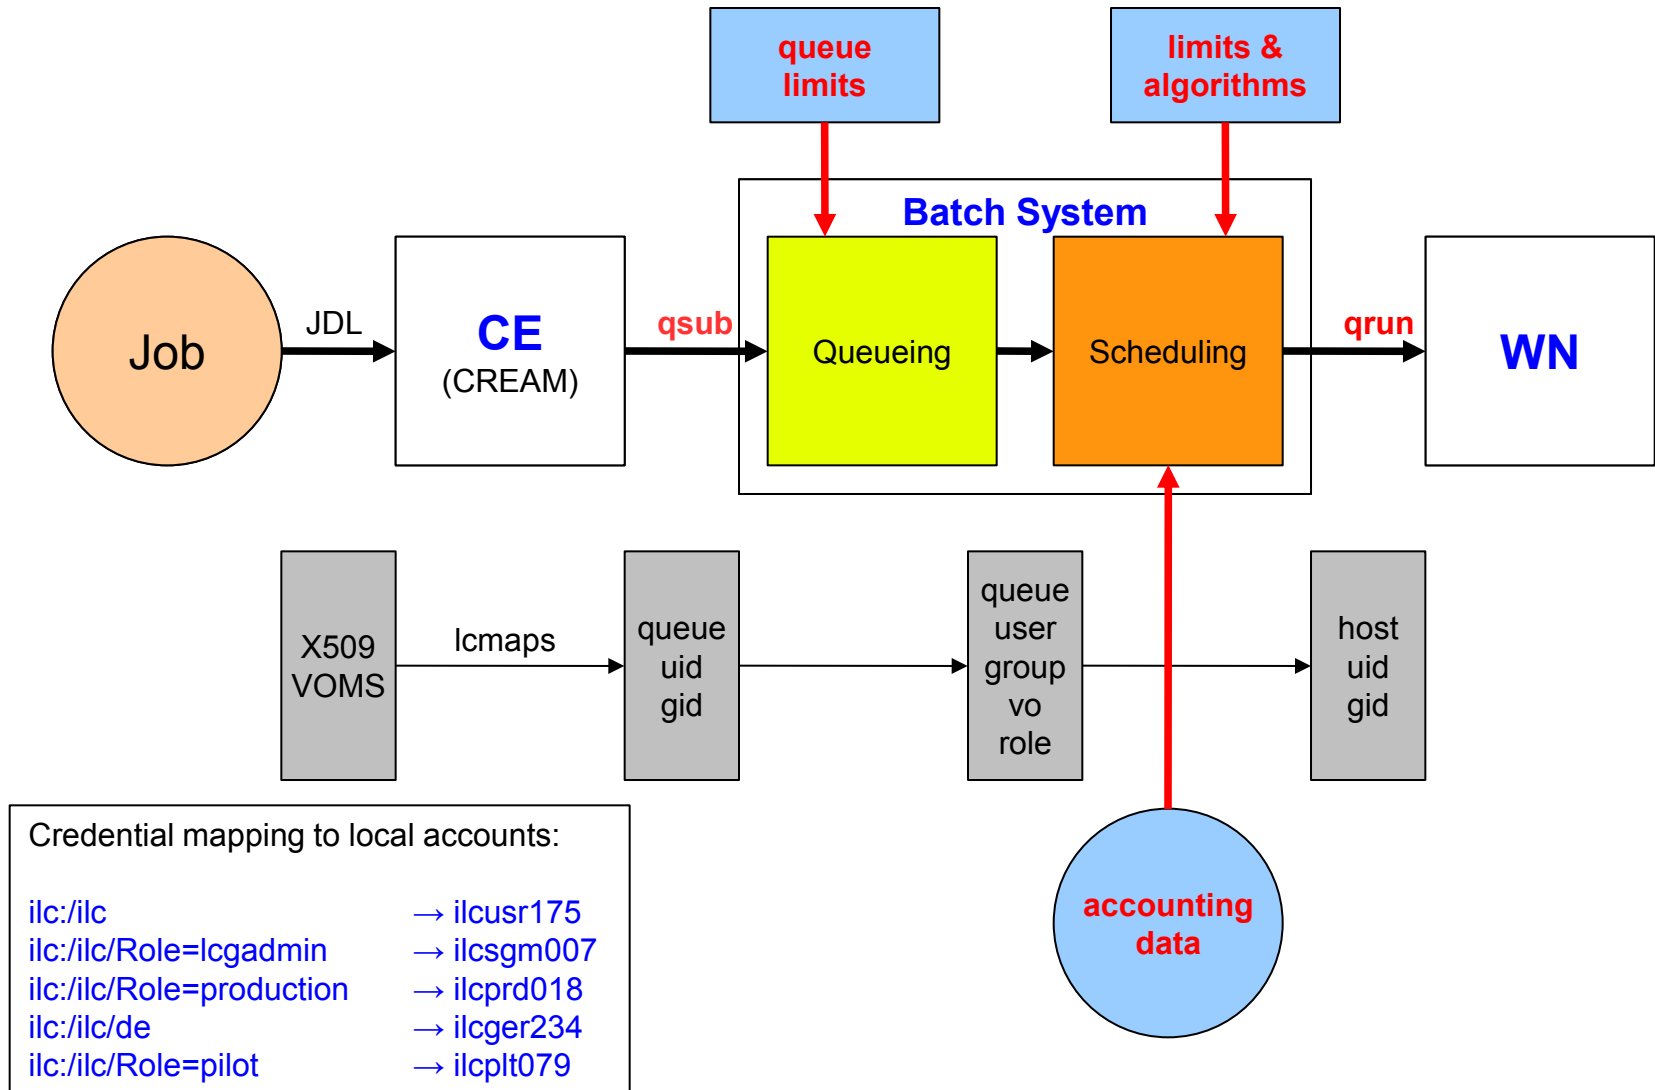 queue
limits
limits &
algorithms
Batch System
Job
JDL
CE
(CREAM)
qsub
Queueing
Scheduling
qrun
WN
X509
VOMS
lcmaps
queue
uid
gid
queue
user
group
vo
role
host
uid
gid
Credential mapping to local accounts:
ilc:/ilc → ilcusr175
ilc:/ilc/Role=lcgadmin → ilcsgm007
ilc:/ilc/Role=production → ilcprd018
ilc:/ilc/de → ilcger234
ilc:/ilc/Role=pilot → ilcplt079
accounting
data